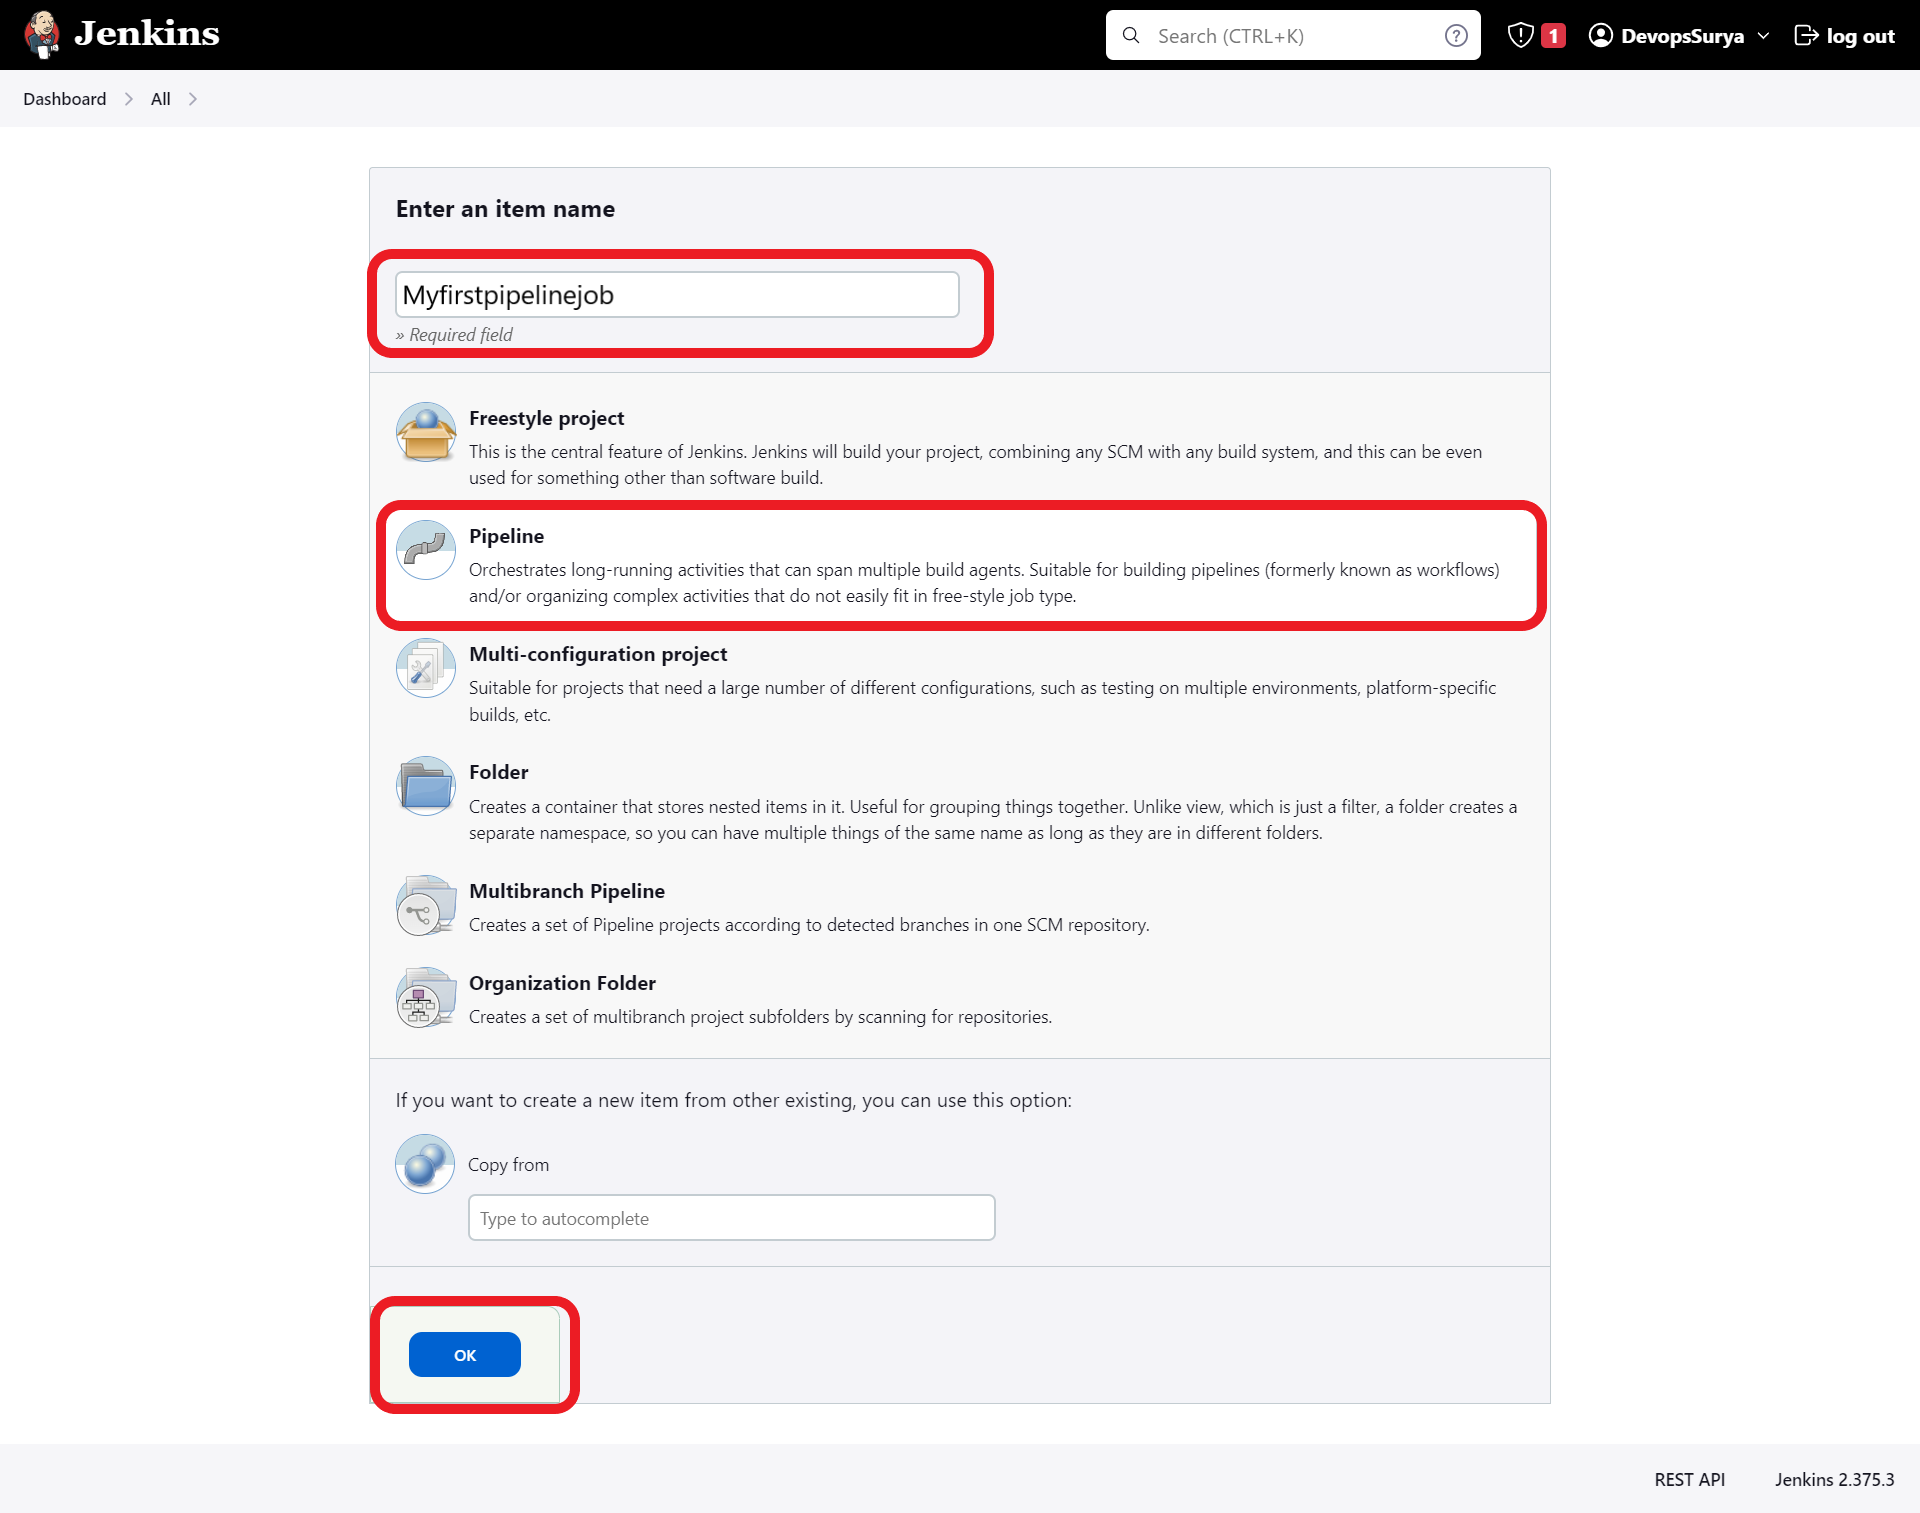 Jenkins
Search (CTRL+K)
1
DevopsSurya
log out
Dashboard
All
Enter an item name
Myfirstpipelinejob
» Required field
Freestyle project
This is the central feature of Jenkins. Jenkins will build your project, combining any SCM with any build system, and this can be even
used for something other than software build.
Pipeline
Orchestrates long-running activities that can span multiple build agents. Suitable for building pipelines (formerly known as workflows)
and/or organizing complex activities that do not easily fit in free-style job type.
Multi-configuration project
Suitable for projects that need a large number of different configurations, such as testing on multiple environments, platform-specific
builds, etc.
Folder
Creates a container that stores nested items in it. Useful for grouping things together. Unlike view, which is just a filter, a folder creates a
separate namespace, so you can have multiple things of the same name as long as they are in different folders.
Multibranch Pipeline
Creates a set of Pipeline projects according to detected branches in one SCM repository.
Organization Folder
Creates a set of multibranch project subfolders by scanning for repositories.
If you want to create a new item from other existing, you can use this option:
Copy from
Type to autocomplete
OK
REST API
Jenkins 2.375.3